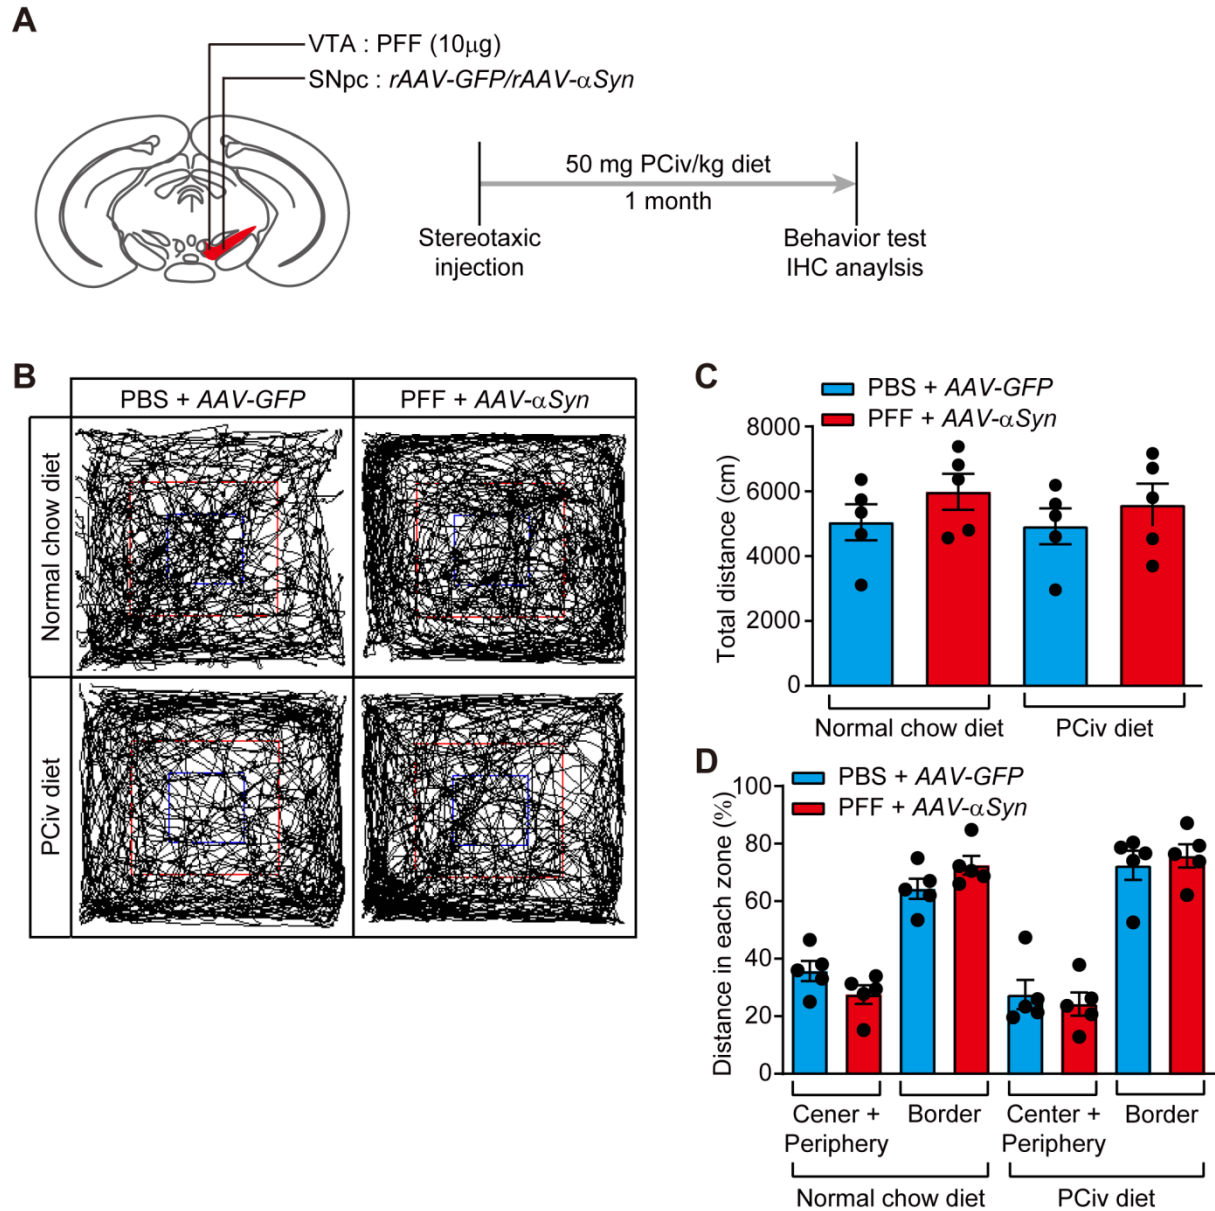 A
VTA : PFF (10μg)
SNpc : rAAV-GFP/rAAV-αSyn
50 mg PCiv/kg diet
1 month
Stereotaxic
injection
Behavior test
IHC anaylsis
B
PBS + AAV-GFP
PFF + AAV-αSyn
Normal chow diet
PCiv diet
C
PBS + AAV-GFP
PFF + AAV-αSyn
Total distance (cm)
8000
6000
4000
2000
0
Normal chow diet
PCiv diet
D
PBS + AAV-GFP
PFF + AAV-αSyn
Distance in each zone (%)
100
80
60
40
20
0
Cener +
Periphery
Border
Center +
Periphery
Border
Normal chow diet
PCiv diet